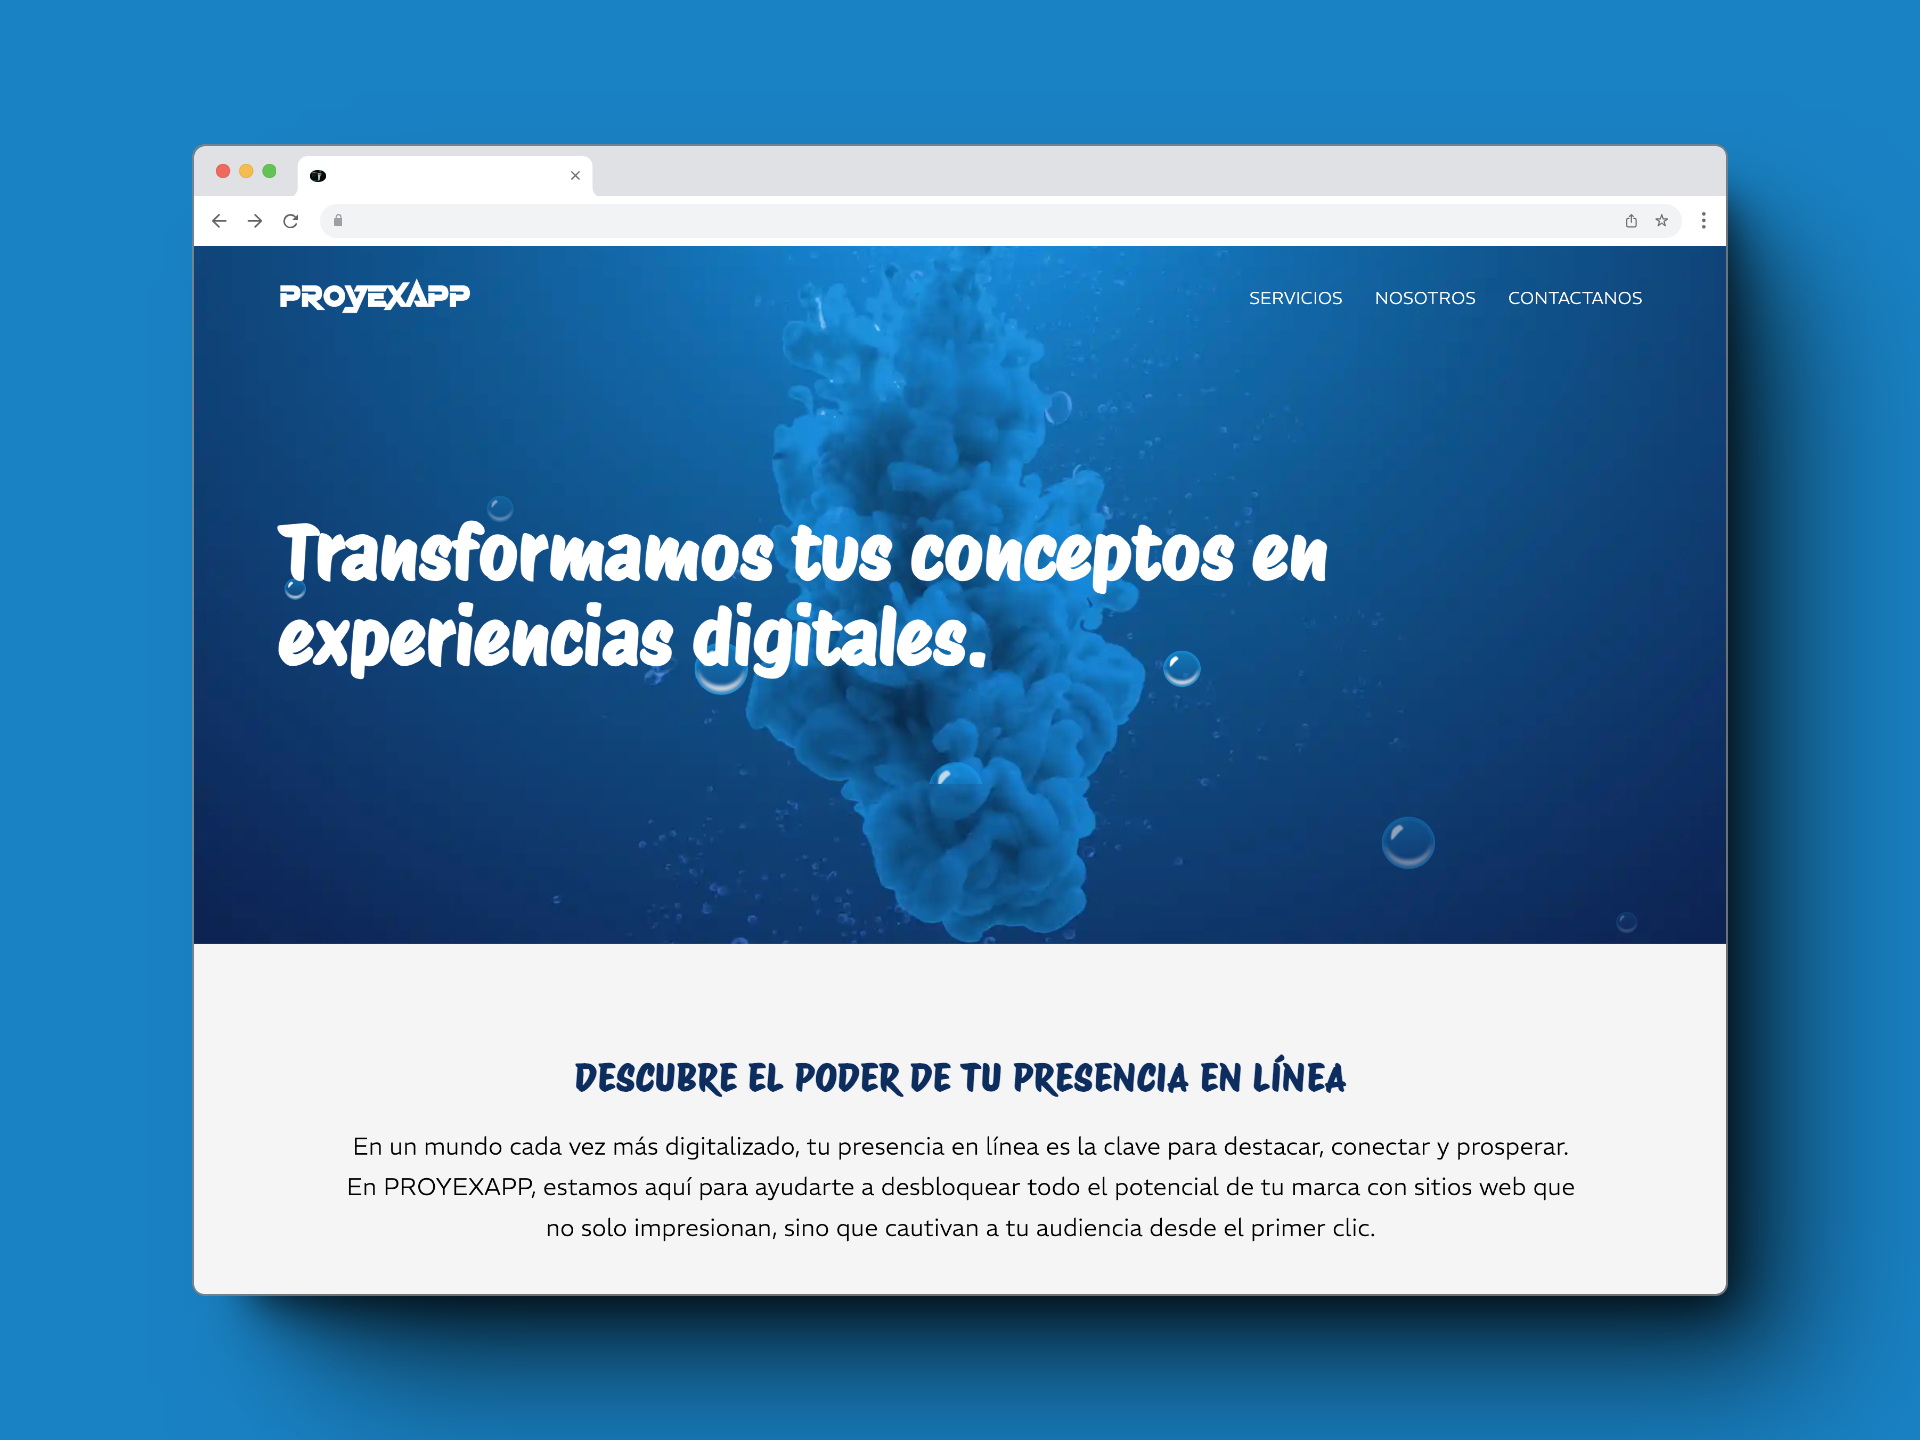 PROYEXAPP
SERVICIOS NOSOTROS CONTACTANOS
Transformamos tus conceptos en
experiencias digitales.
DESCUBRE EL PODER DE TU PRESENCIA EN LÍNEA
En un mundo cada vez más digitalizado, tu presencia en línea es la clave para destacar, conectar y prosperar.
En PROYEXAPP, estamos aquí para ayudarte a desbloquear todo el potencial de tu marca con sitios web que
no solo impresionan, sino que cautivan a tu audiencia desde el primer clic.